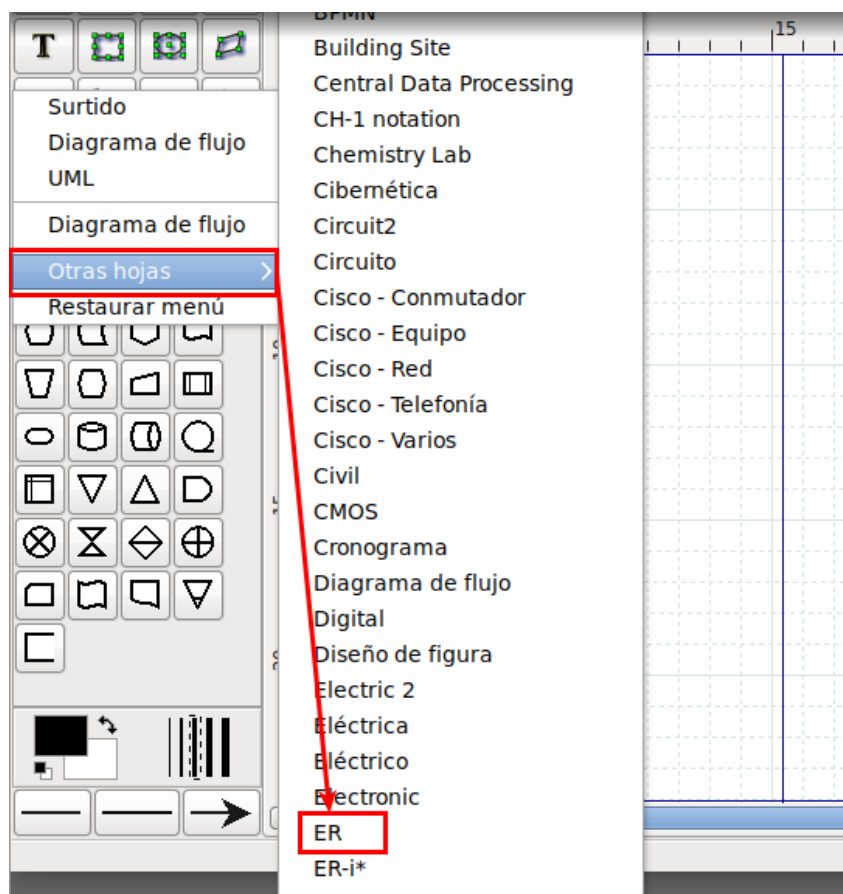 T
Surtido
Diagrama de flujo
UML
Diagrama de flujo
Otras hojas
Restaurar menú
BPMN
Building Site
Central Data Processing
CH-1 notation
Chemistry Lab
Cibernética
Circuit2
Circuito
Cisco - Conmutador
Cisco - Equipo
Cisco - Red
Cisco - Telefonía
Cisco - Varios
Civil
CMOS
Cronograma
Diagrama de flujo
Digital
Diseño de figura
Electric 2
Eléctrica
Eléctrico
Electronic
ER
ER-i*
15
15